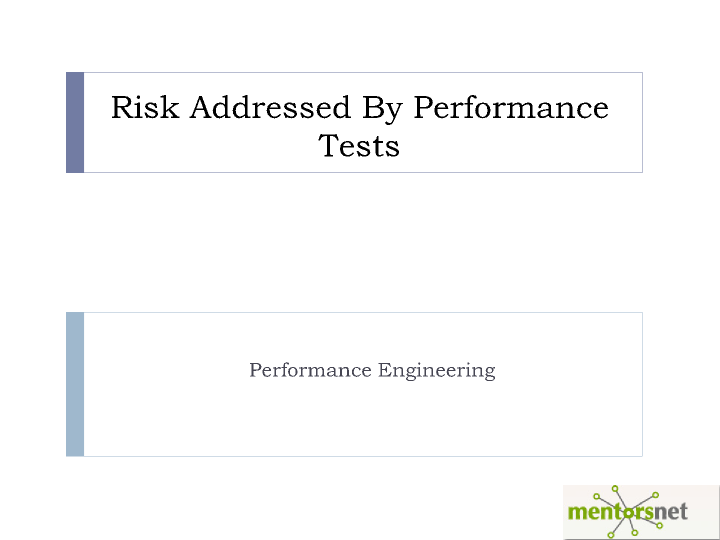 Risk Addressed By Performance
Tests
Performance Engineering
mentorsnet